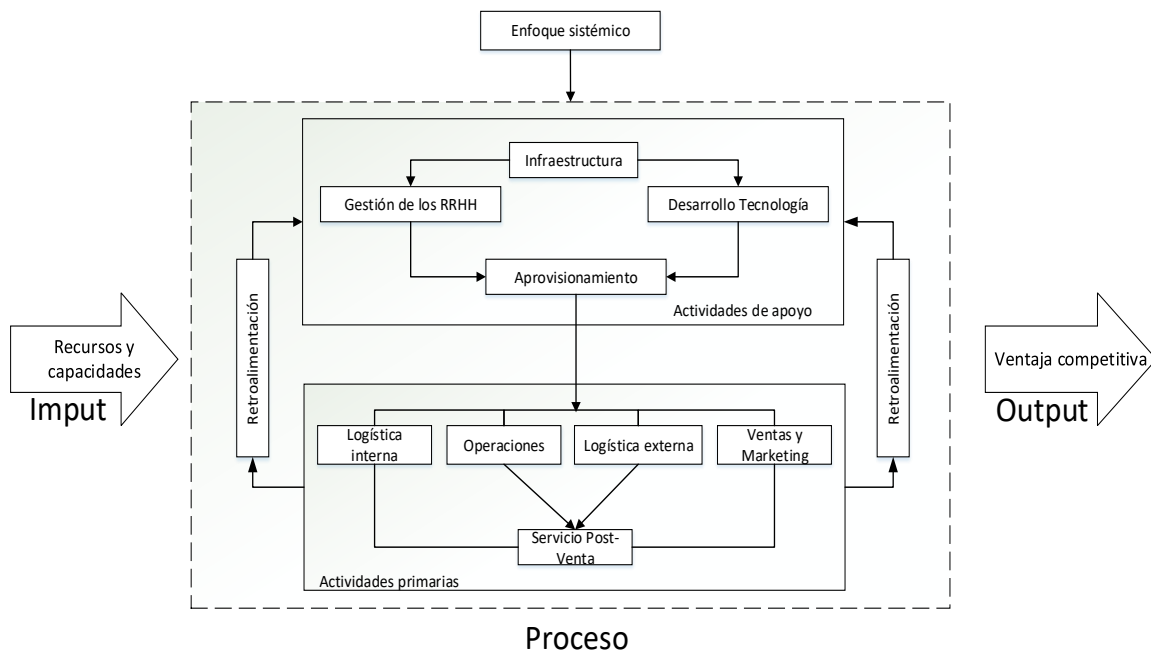 Enfoque sistémico
Infraestructura
Gestión de los RRHH
Desarrollo Tecnología
Aprovisionamiento
Actividades de apoyo
Recursos y
capacidades
Imput
Retroalimentación
Retroalimentación
Ventaja competitiva
Output
Logística
interna
Operaciones
Logística externa
Ventas y
Marketing
Servicio Post-
Venta
Actividades primarias
Proceso